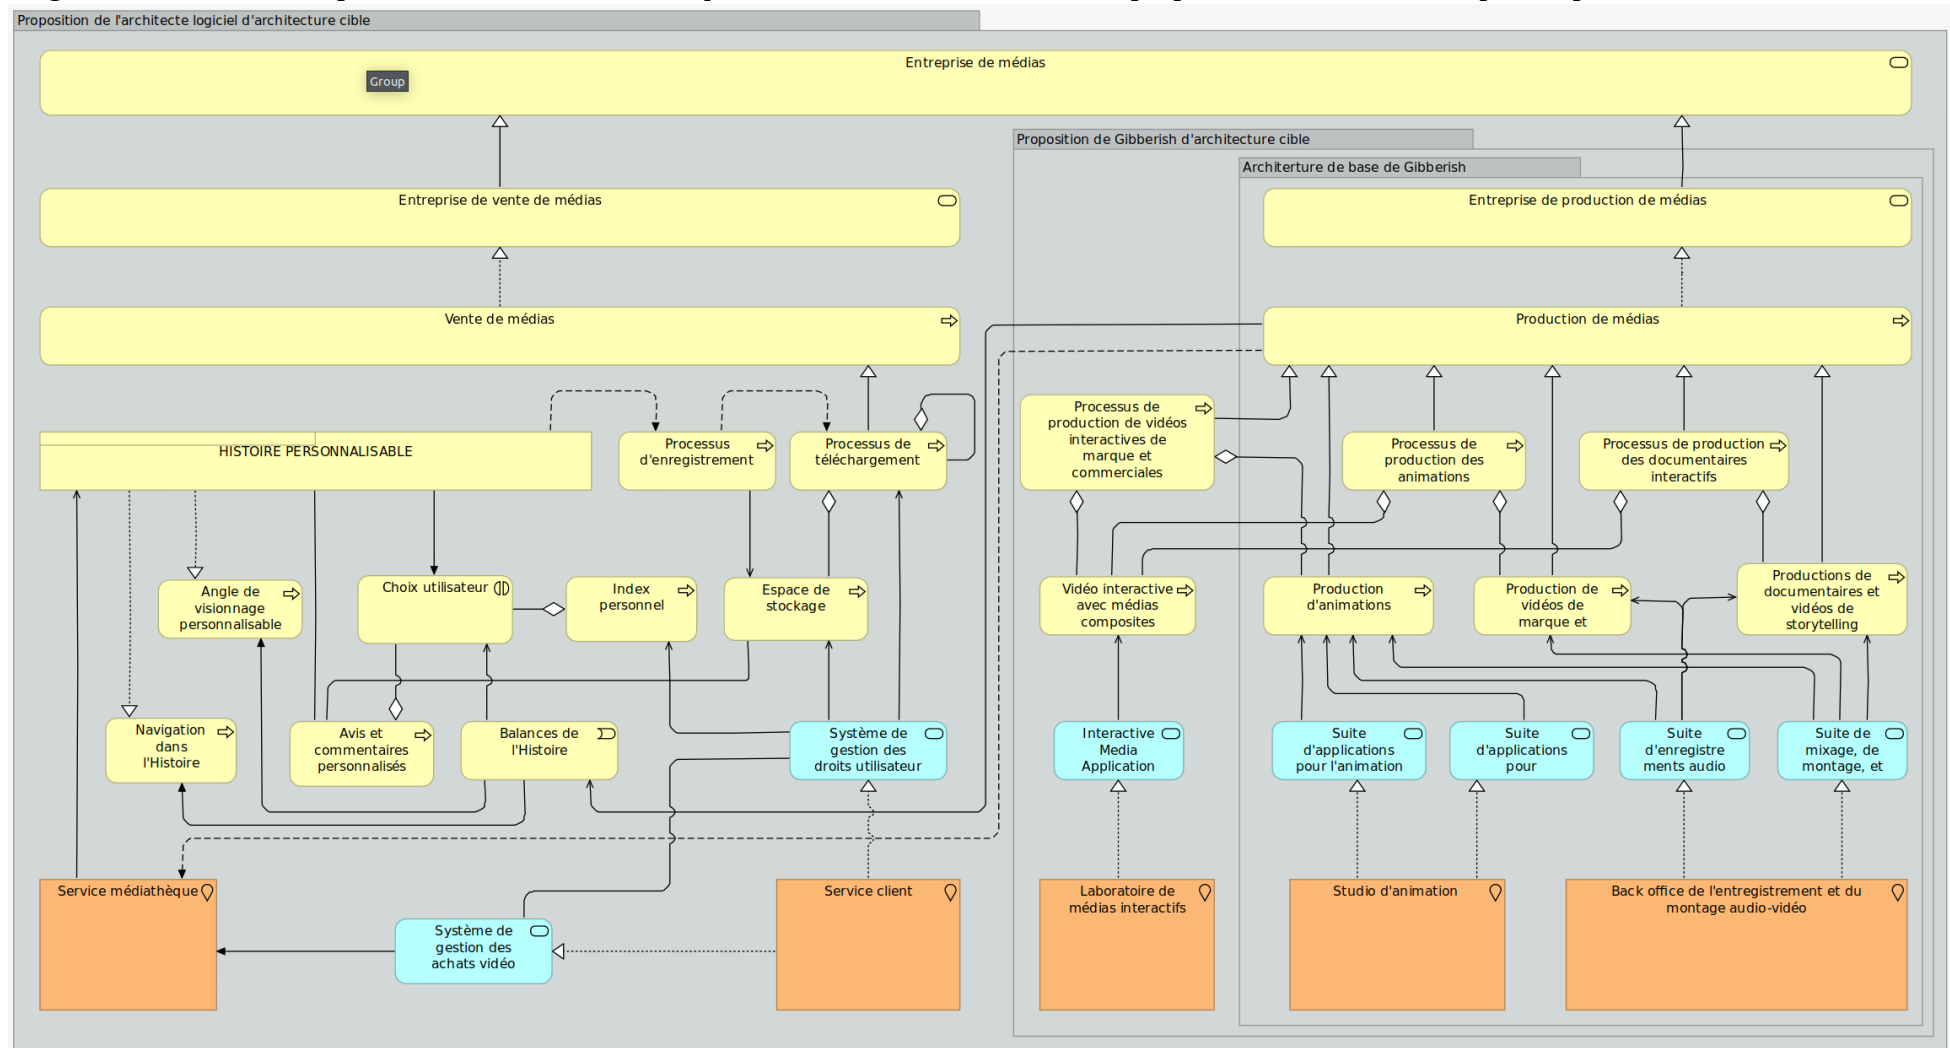 Proposition de l'architecte logiciel d'architecture cible
Entreprise de médias
Group
Proposition de Gibberish d'architecture cible
Architerture de base de Gibberish
Entreprise de vente de médias
Entreprise de production de médias
Vente de médias
Production de médias
HISTOIRE PERSONNALISABLE
Processus
d'enregistrement
Processus de
téléchargement
Processus de
production de vidéos
interactives de
marque et
commerciales
Processus de
production des
animations
Processus de production
des documentaires
interactifs
Angle de
visionnage
personnalisable
Choix utilisateur
Index
personnel
Espace de
stockage
Vidéo interactive
avec médias
composites
Production
d'animations
Production de
vidéos de
marque et
Productions de
documentaires et
vidéos de
storytelling
Navigation
dans
l'Histoire
Avis et
commentaires
personnalisés
Balances de
l'Histoire
Système de
gestion des
droits utilisateur
Interactive
Media
Application
Suite
d'applications
pour l'animation
Suite
d'applications
pour
Suite
d'enregistre
ments audio
Suite de
mixage, de
montage, et
Service médiathèque
Système de
gestion des
achats vidéo
Service client
Laboratoire de
médias interactifs
Studio d'animation
Back office de l'entregistrement et du
montage audio-vidéo